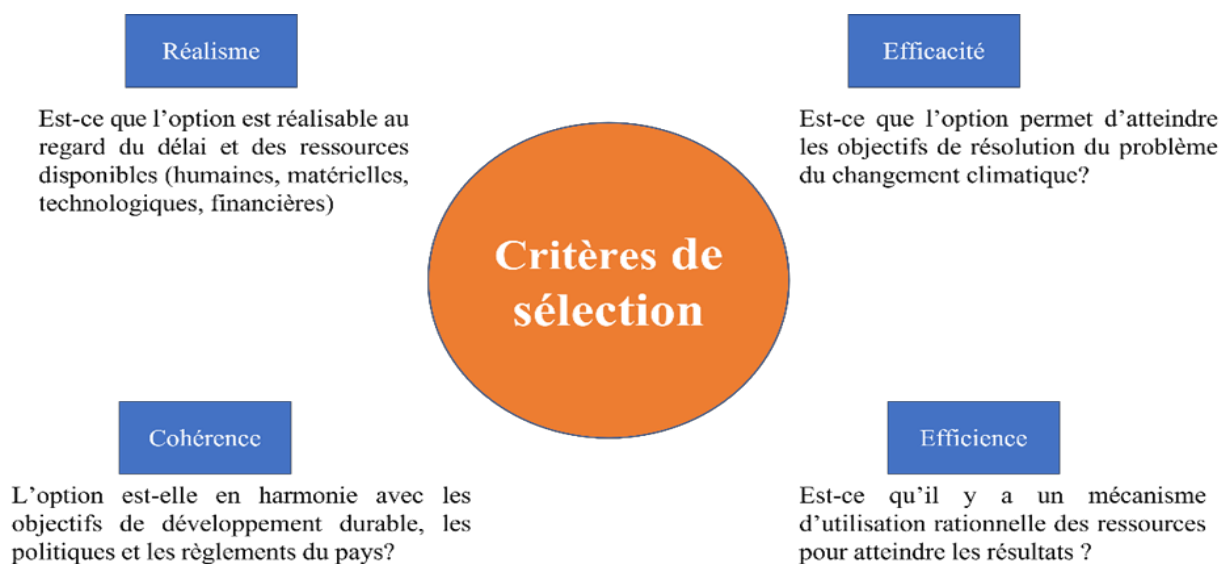 Réalisme
Est-ce que l'option est réalisable au
regard du délai et des ressources
disponibles (humaines, matérielles,
technologiques, financières)
Efficacité
Est-ce que l'option permet d'atteindre
les objectifs de résolution du problème
du changement climatique?
Critères de
sélection
Cohérence
L'option est-elle en harmonie avec les
objectifs de développement durable, les
politiques et les règlements du pays?
Efficience
Est-ce qu'il y a un mécanisme
d'utilisation rationnelle des ressources
pour atteindre les résultats ?